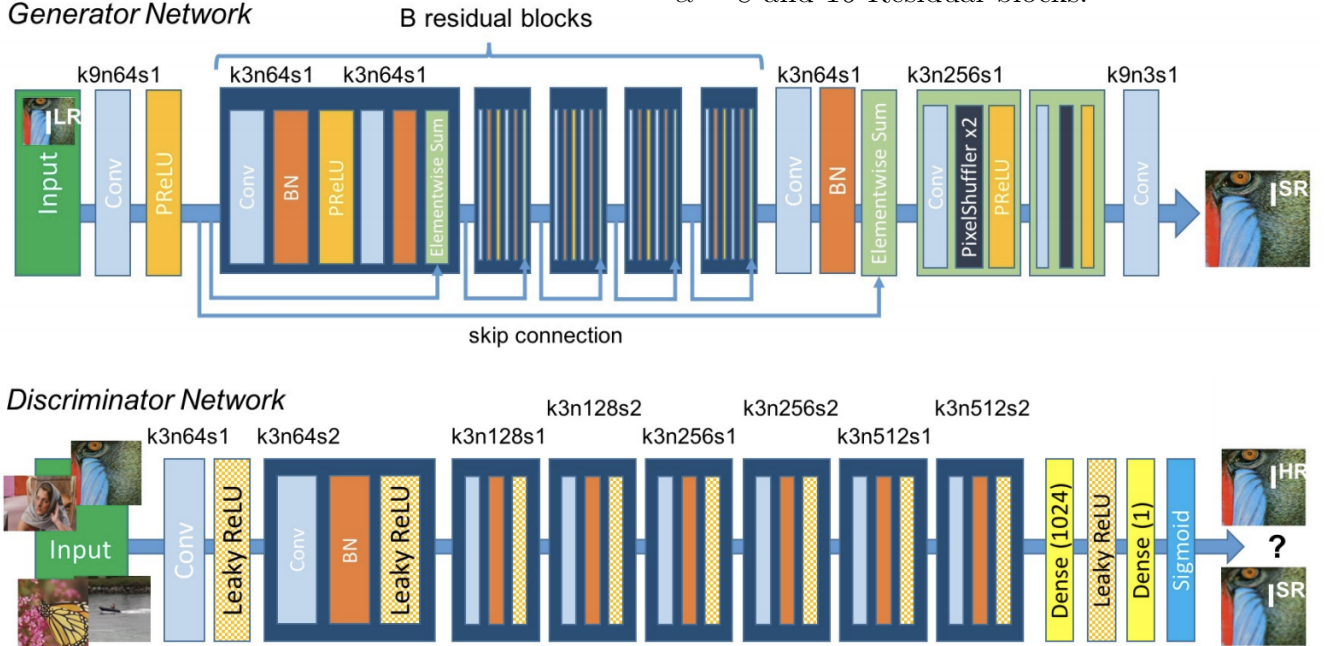 Generator Network
B residual blocks
k9n64s1
k3n64s1 k3n64s1
k3n64s1
k3n256s1
k9n3s1
I LR
Input
Conv
PReLU
Conv
BN
PReLU
Elementwise Sum
Conv
BN
Elementwise Sum
Conv
PixelShuffler x2
PReLU
Conv
I SR
skip connection
Discriminator Network
k3n64s1
k3n64s2
k3n128s1
k3n128s2
k3n256s1
k3n256s2
k3n512s1
k3n512s2
Input
Conv
Leaky ReLU
Conv
BN
Leaky ReLU
Dense (1024)
Leaky ReLU
Dense (1)
Sigmoid
I HR
?
I SR